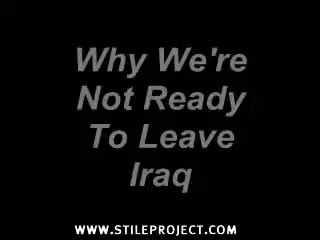 Why We're
Not Ready
To Leave
Iraq
WWW.STILEPROJECT.COM